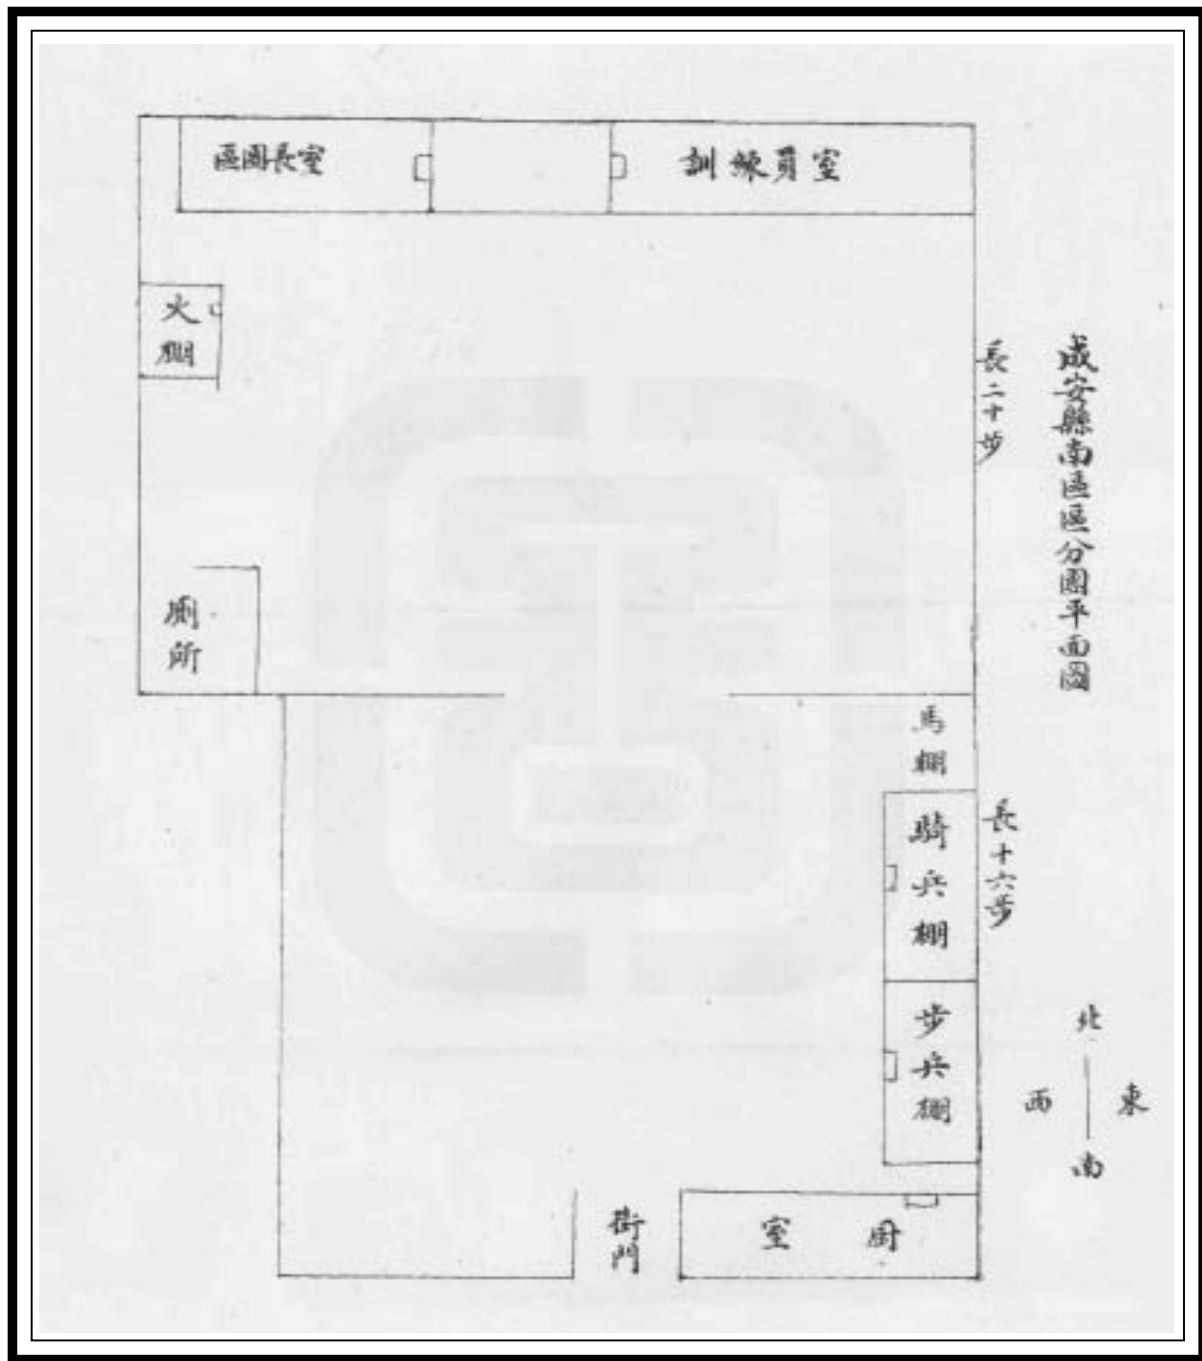 成安縣南區區分團平面圖
長二十步
長十六步
區團長室
訓練員室
火棚
廁所
馬棚
騎兵棚
步兵棚
廚室
街門
北
東
西
南